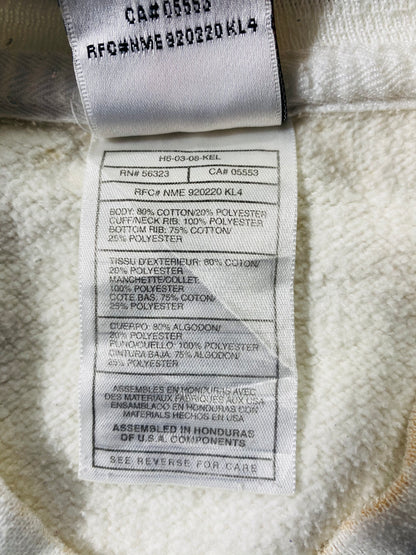 CA# 05553
RFC#NME 920220 KL4
H6-03-08-KEL
RN# 56323
CA# 05553
RFC# NME 920220 KL4
BODY: 80% COTTON/20% POLYESTER
CUFF/NECK RIB: 100% POLYESTER
BOTTOM RIB: 75% COTTON/
25% POLYESTER
TISSU D'EXTERIEUR: 80% COTON/
20% POLYESTER
MANCHETTE/COLLET:
100% POLYESTER
COTE BAS: 75% COTON/
25% POLYESTER
CUERPO: 80% ALGODON/
20% POLYESTER
PUNO/CUELLO: 100% POLYESTER
CINTURA BAJA: 75% ALGODON/
25% POLYESTER
ASSEMBLES EN HONDURAS AVEC
DES MATERIAUX FABRIQUES AUX EU
ENSAMBLADO EN HONDURAS CON
MATERIALS HECHOS EN USA
ASSEMBLED IN HONDURAS
OF U.S.A. COMPONENTS
SEE REVERSE FOR CARE